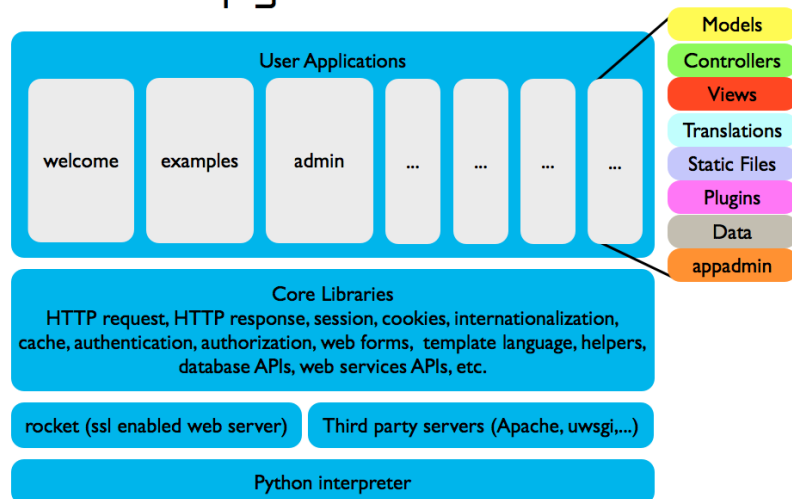 User Applications
welcome
examples
admin
...
...
...
...
Models
Controllers
Views
Translations
Static Files
Plugins
Data
appadmin
Core Libraries
HTTP request, HTTP response, session, cookies, internationalization,
cache, authentication, authorization, web forms, template language, helpers,
database APIs, web services APIs, etc.
rocket (ssl enabled web server)
Third party servers (Apache, uwsgi,...)
Python interpreter